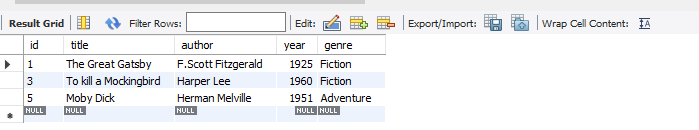 Result Grid Filter Rows: Edit: Export/Import: Wrap Cell Content: IA
id title author year genre
1 The Great Gatsby F.Scott Fitzgerald 1925 Fiction
3 To kill a Mockingbird Harper Lee 1960 Fiction
5 Moby Dick Herman Melville 1951 Adventure
NULL NULL NULL NULL NULL